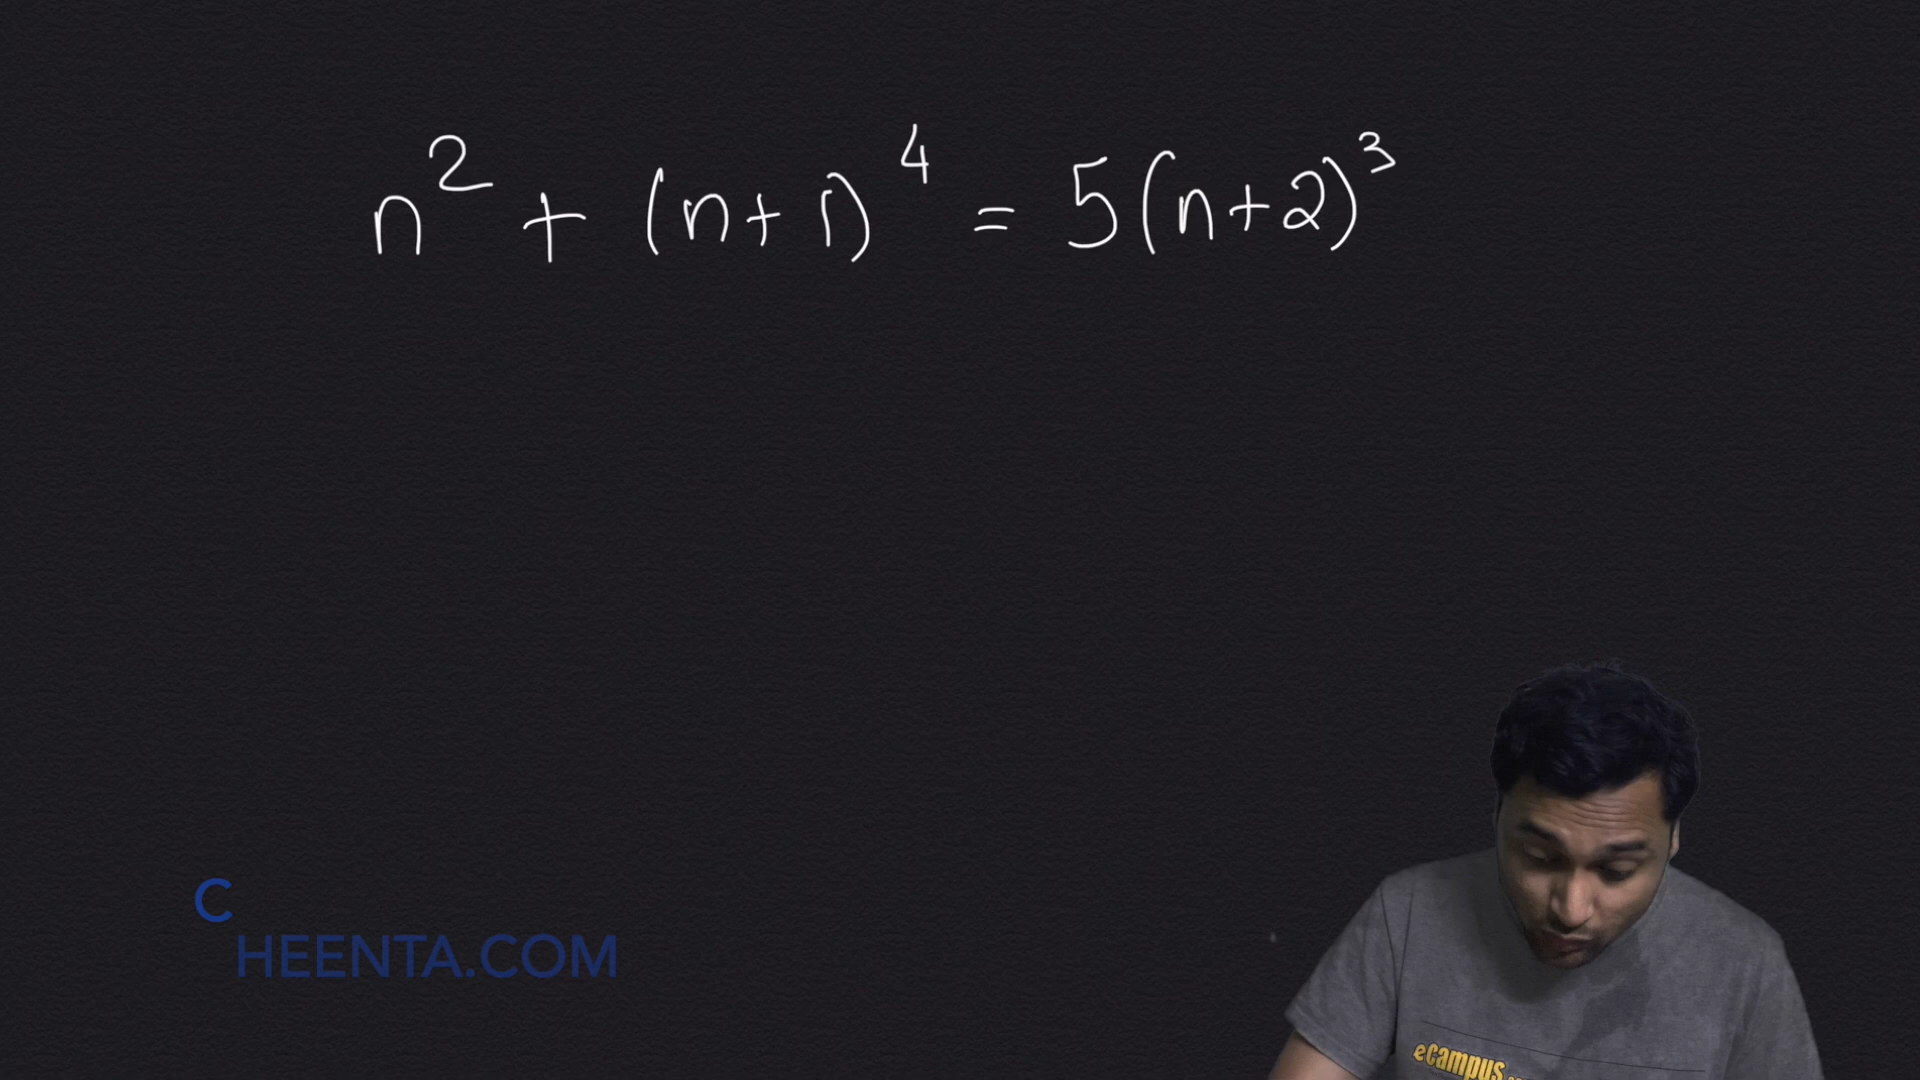 n² + (n+1)⁴ = 5(n+2)³
C
HEENTA.COM
eCampus